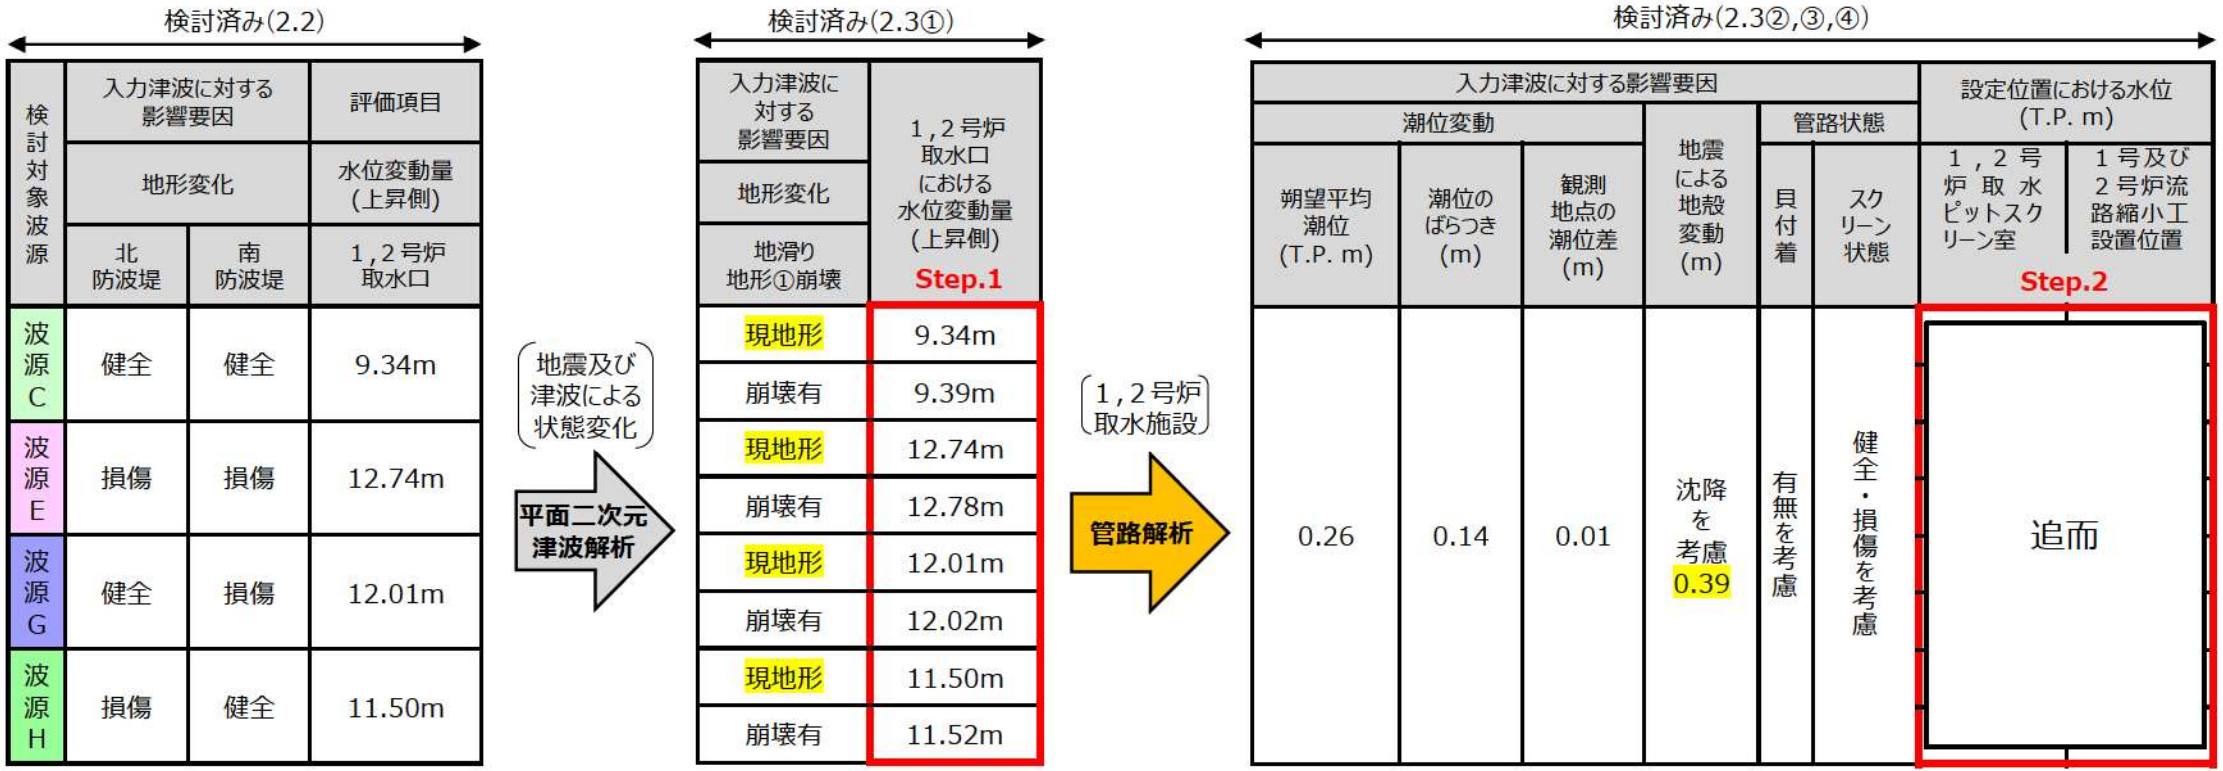 検討済み(2.2)
検討対象波源
入力津波に対する
影響要因
評価項目
地形変化
水位変動量
(上昇側)
北
防波堤
南
防波堤
1,2号炉
取水口
波源C
健全
健全
9.34m
波源E
損傷
損傷
12.74m
波源G
健全
損傷
12.01m
波源H
損傷
健全
11.50m
地震及び
津波による
状態変化
平面二次元
津波解析
検討済み(2.3①)
入力津波に
対する
影響要因
地形変化
地滑り
地形①崩壊
1,2号炉
取水口
における
水位変動量
(上昇側)
Step.1
現地形
9.34m
崩壊有
9.39m
現地形
12.74m
崩壊有
12.78m
現地形
12.01m
崩壊有
12.02m
現地形
11.50m
崩壊有
11.52m
1,2号炉
取水施設
管路解析
検討済み(2.3②,③,④)
入力津波に対する影響要因
設定位置における水位
(T.P. m)
潮位変動
地震
による
地殻
変動
(m)
管路状態
朔望平均
潮位
(T.P. m)
潮位の
ばらつき
(m)
観測
地点の
潮位差
(m)
貝付着
スク
リーン
状態
1,2号
炉取水
ピットスク
リーン室
1号及び
2号炉流
路縮小工
設置位置
Step.2
0.26
0.14
0.01
沈降
を
考慮
0.39
有無を考慮
健全・損傷を考慮
追而